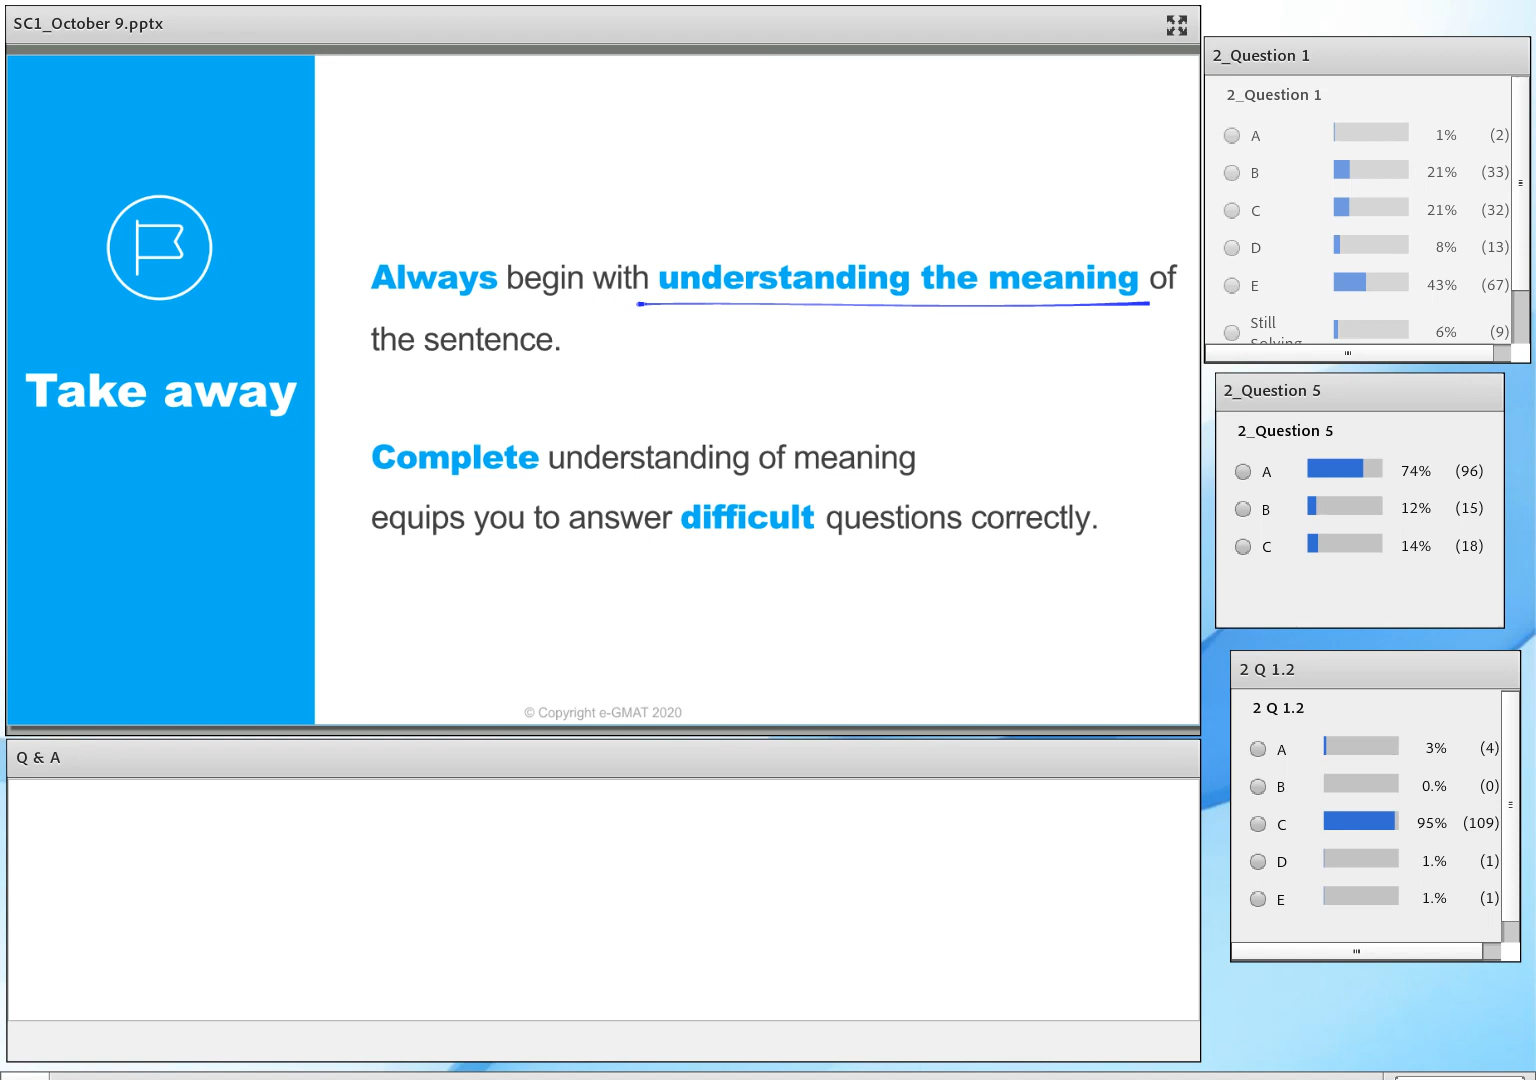 SC1_October 9.pptx
Take away
Always begin with understanding the meaning of
the sentence.
Complete understanding of meaning
equips you to answer difficult questions correctly.
© Copyright e-GMAT 2020
Q & A
2_Question 1
2_Question 1
A 1% (2)
B 21% (33)
C 21% (32)
D 8% (13)
E 43% (67)
Still
Solving 6% (9)
2_Question 5
2_Question 5
A 74% (96)
B 12% (15)
C 14% (18)
2 Q 1.2
2 Q 1.2
A 3% (4)
B 0.% (0)
C 95% (109)
D 1.% (1)
E 1.% (1)